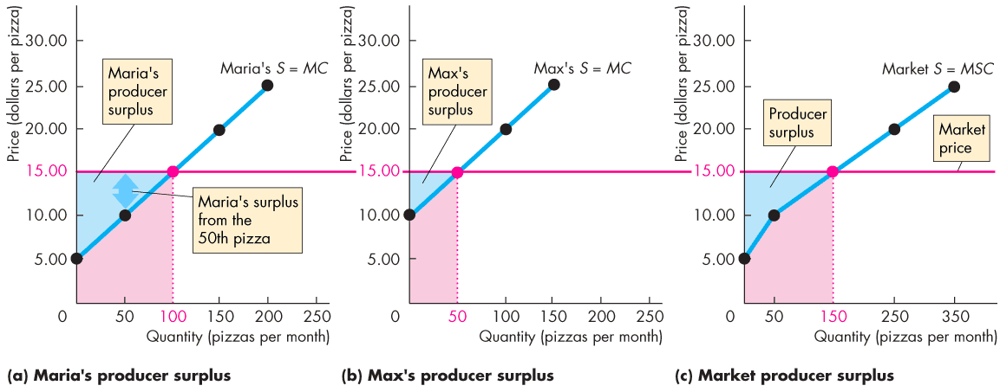 Price (dollars per pizza)
30.00
25.00
20.00
15.00
10.00
5.00
0
50
100
150
200
250
Quantity (pizzas per month)
Maria's
producer
surplus
Maria's S = MC
Maria's surplus
from the
50th pizza
(a) Maria's producer surplus
Price (dollars per pizza)
30.00
25.00
20.00
15.00
10.00
5.00
0
50
100
150
200
250
Quantity (pizzas per month)
Max's
producer
surplus
Max's S = MC
(b) Max's producer surplus
Price (dollars per pizza)
30.00
25.00
20.00
15.00
10.00
5.00
0
50
150
250
350
Quantity (pizzas per month)
Market S = MSC
Producer
surplus
Market
price
(c) Market producer surplus